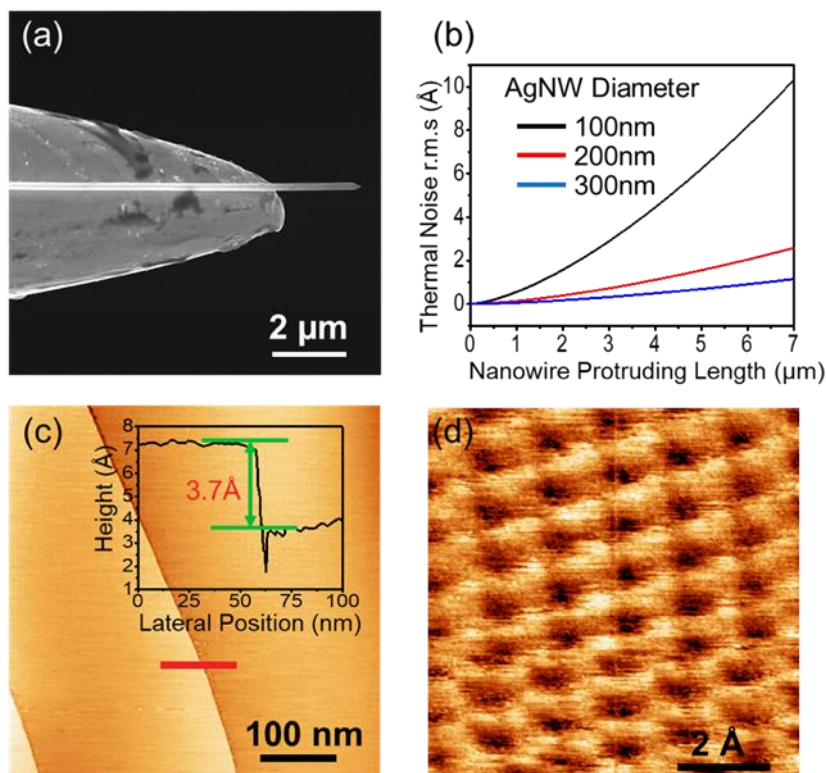 (a)
2 μm
(b)
10
8
6
4
2
0
Thermal Noise r.m.s (Å)
AgNW Diameter
100nm
200nm
300nm
0 1 2 3 4 5 6 7
Nanowire Protruding Length (μm)
(c)
8
7
6
5
4
3
2
1
Height (Å)
3.7Å
0 25 50 75 100
Lateral Position (nm)
100 nm
(d)
2 Å